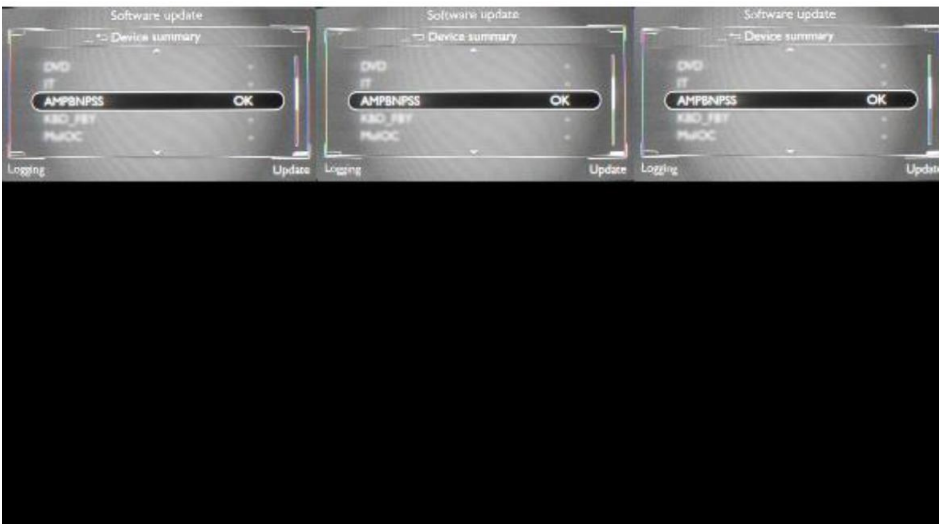 Software update
Device summary
DVD
IT
AMPBNPSS OK
KBD_FBY
Logging Update
Software update
Device summary
DVD
IT
AMPBNPSS OK
KBD_FBY
Logging Update
Software update
Device summary
DVD
IT
AMPBNPSS OK
KBD_FBY
Logging Update